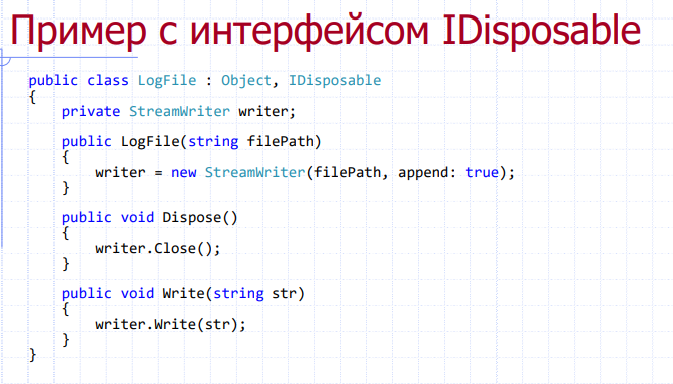 Пример с интерфейсом IDisposable
public class LogFile : Object, IDisposable
{
    private StreamWriter writer;
    public LogFile(string filePath)
    {
        writer = new StreamWriter(filePath, append: true);
    }
    public void Dispose()
    {
        writer.Close();
    }
    public void Write(string str)
    {
        writer.Write(str);
    }
}